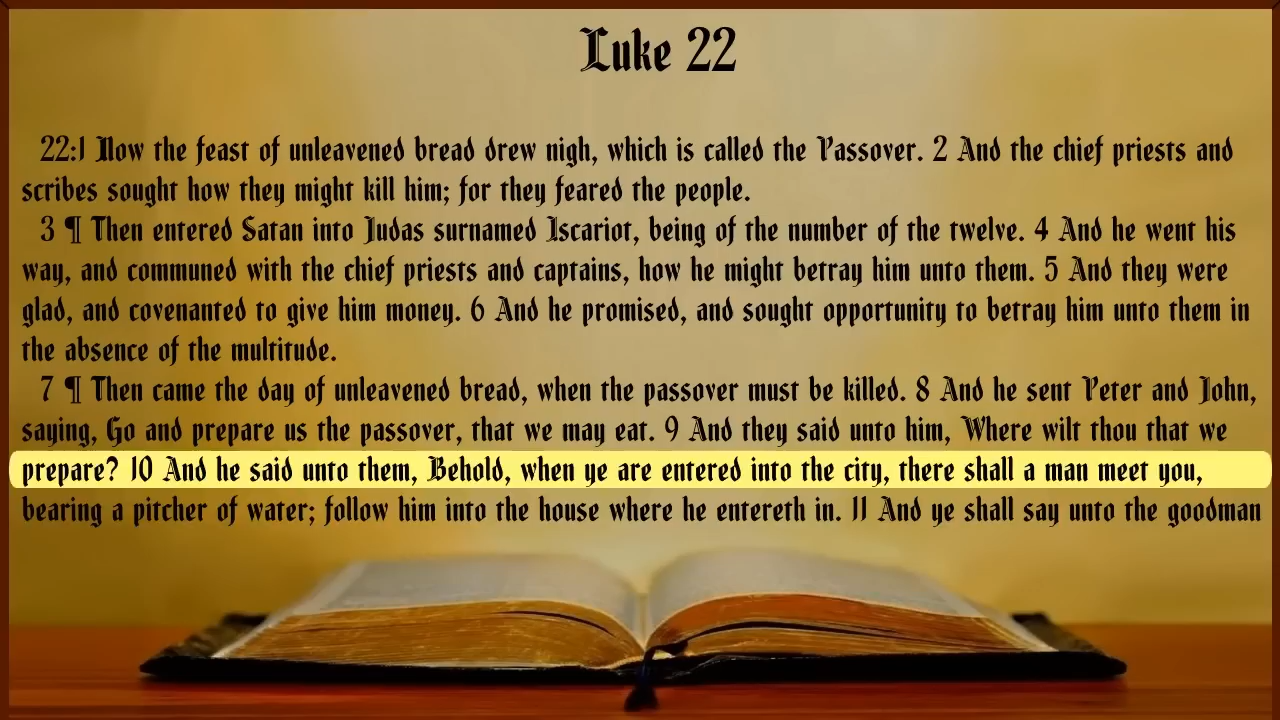 Luke 22
22:1 Now the feast of unleavened bread drew nigh, which is called the Passover. 2 And the chief priests and
scribes sought how they might kill him; for they feared the people.
3 ¶ Then entered Satan into Judas surnamed Iscariot, being of the number of the twelve. 4 And he went his
way, and communed with the chief priests and captains, how he might betray him unto them. 5 And they were
glad, and covenanted to give him money. 6 And he promised, and sought opportunity to betray him unto them in
the absence of the multitude.
7 ¶ Then came the day of unleavened bread, when the passover must be killed. 8 And he sent Peter and John,
saying, Go and prepare us the passover, that we may eat. 9 And they said unto him, Where wilt thou that we
prepare? 10 And he said unto them, Behold, when ye are entered into the city, there shall a man meet you,
bearing a pitcher of water; follow him into the house where he entereth in. 11 And ye shall say unto the goodman